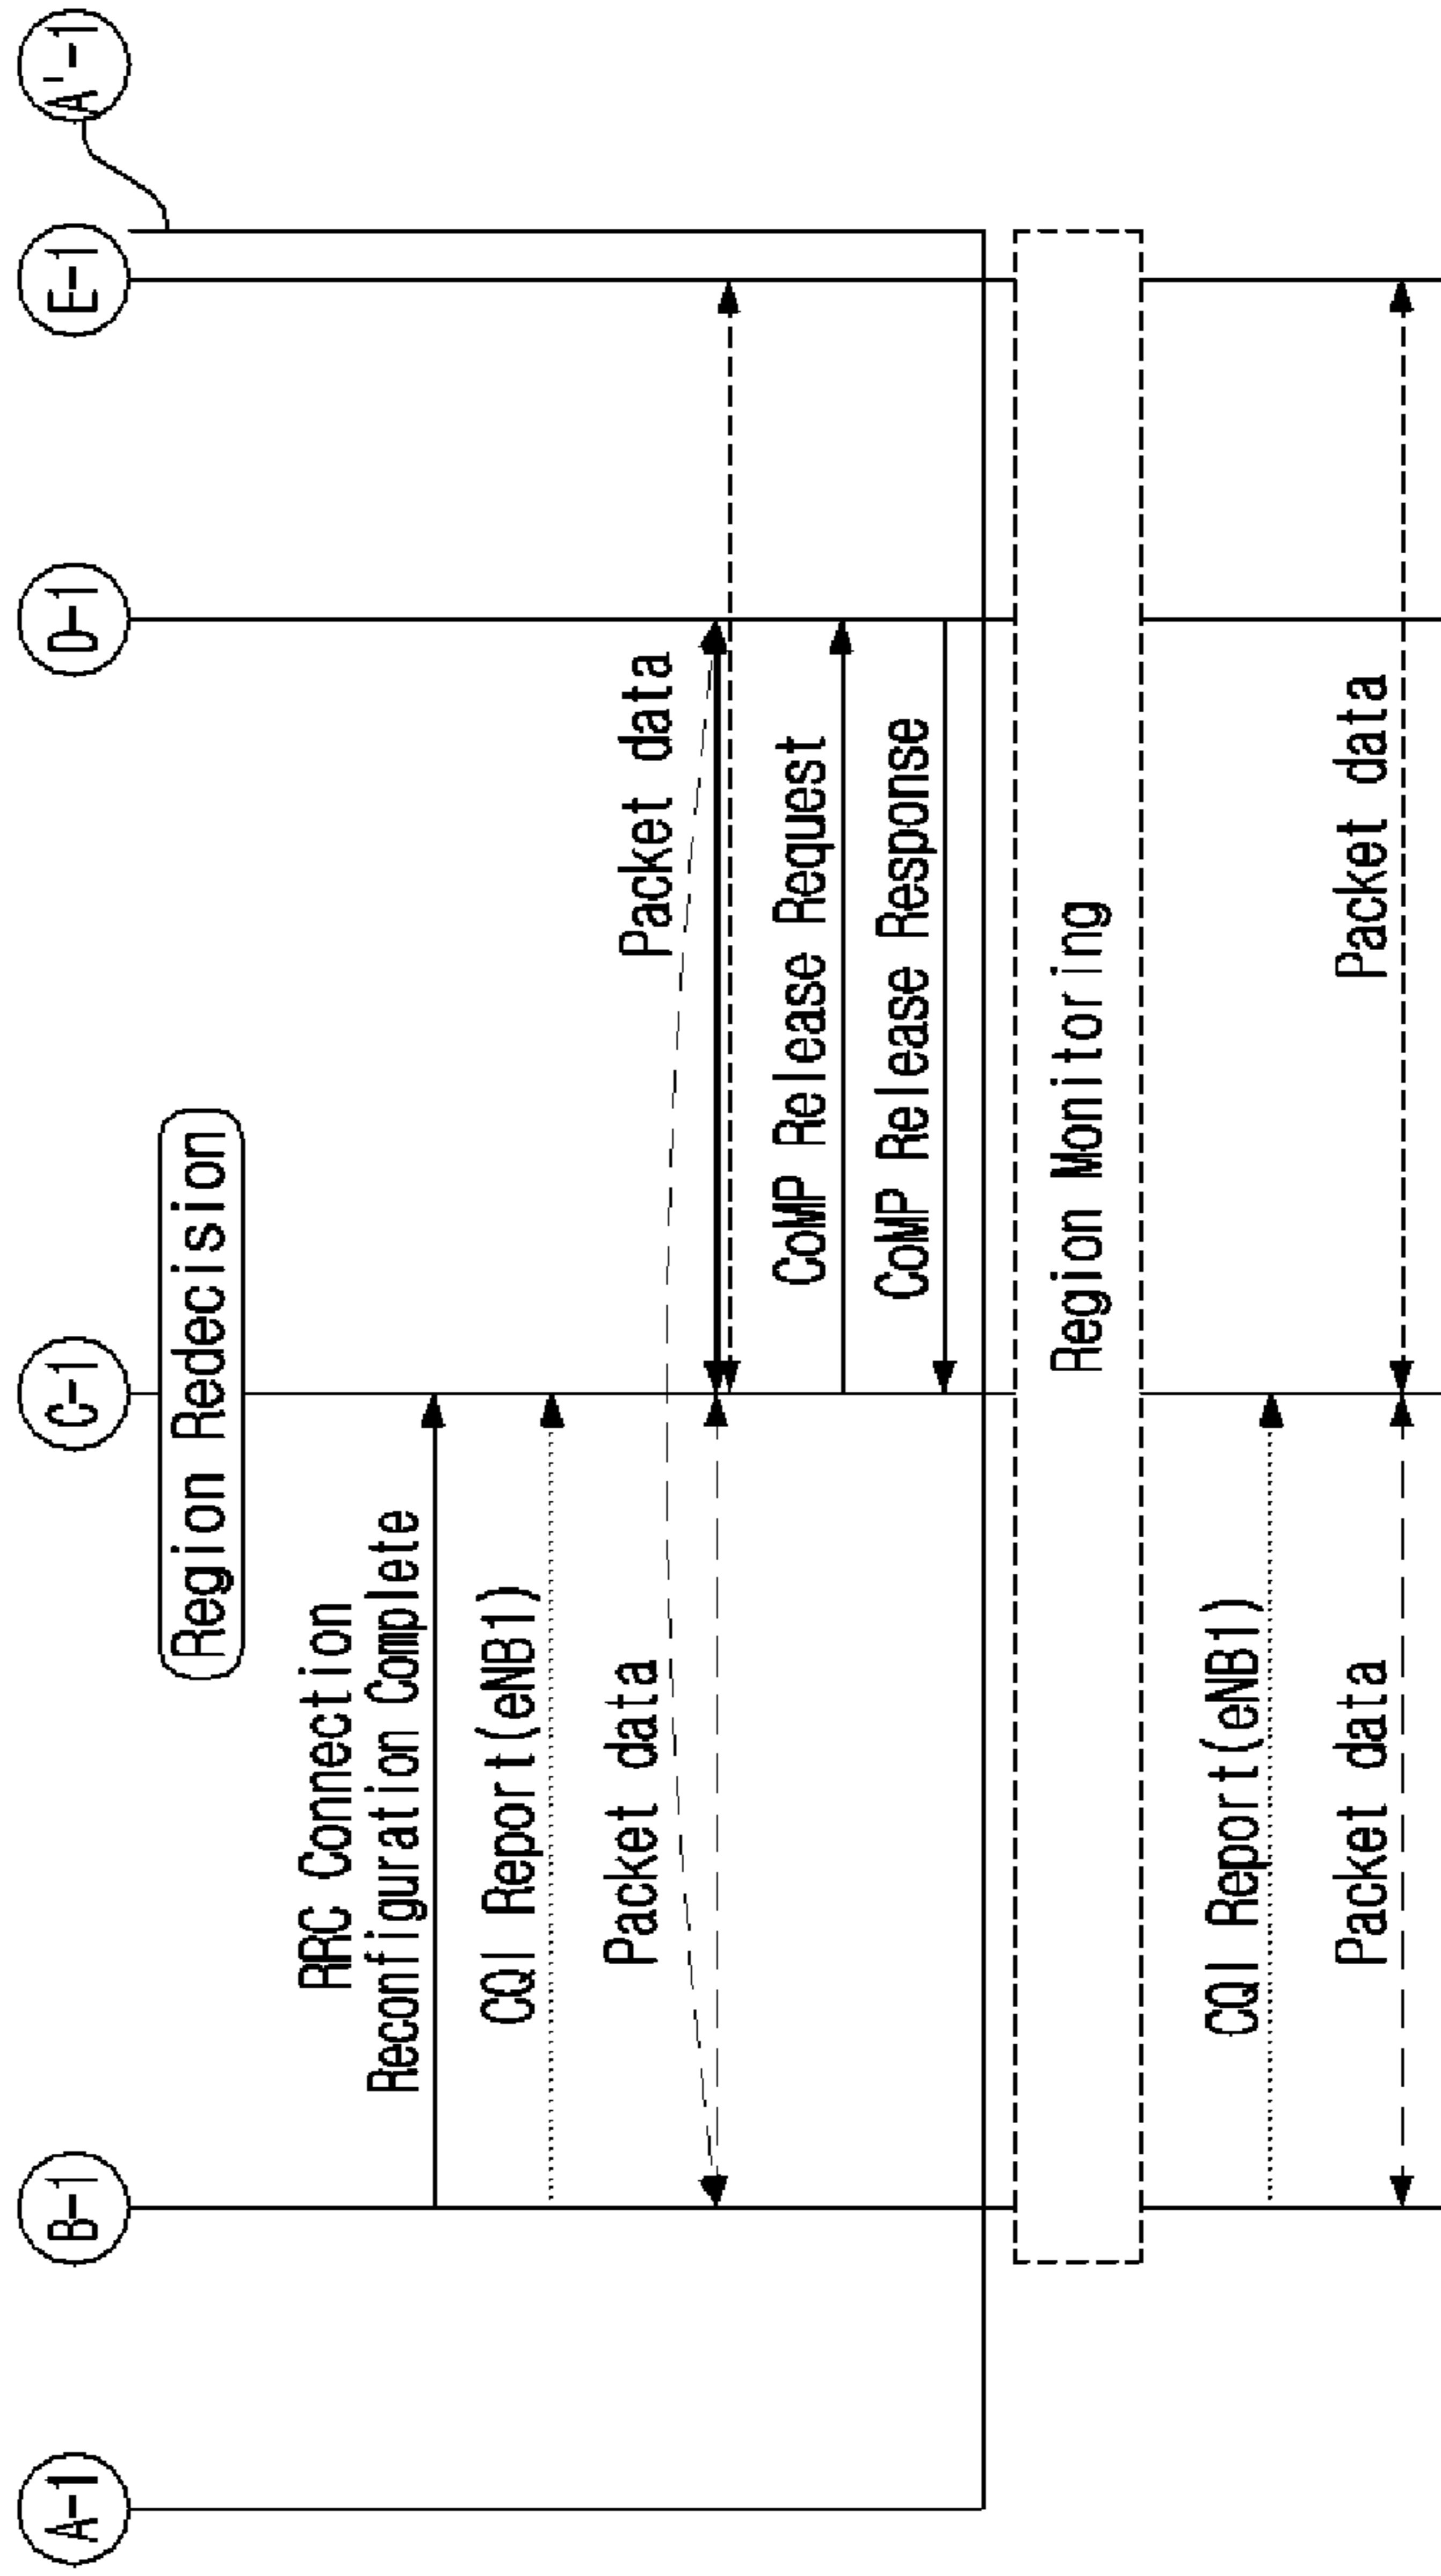 A-1
B-1
C-1
D-1
E-1
A'-1
Region Redecision
RRC Connection
Reconfiguration Complete
CQI Report(eNB1)
Packet data
Packet data
CoMP Release Request
CoMP Release Response
Region Monitoring
CQI Report(eNB1)
Packet data
Packet data